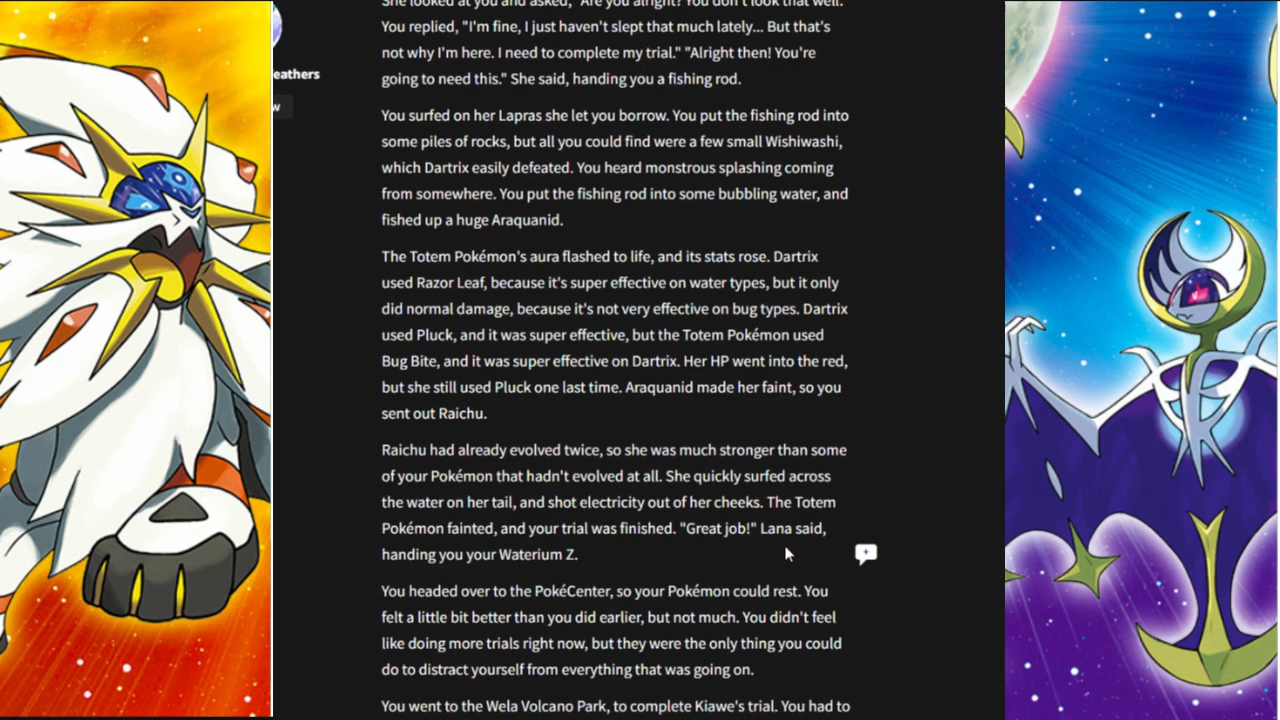 She looked at you and asked, "Are you alright? You don't look that well."
You replied, "I'm fine, I just haven't slept that much lately... But that's
not why I'm here. I need to complete my trial." "Alright then! You're
going to need this." She said, handing you a fishing rod.
eathers
w
You surfed on her Lapras she let you borrow. You put the fishing rod into
some piles of rocks, but all you could find were a few small Wishiwashi,
which Dartrix easily defeated. You heard monstrous splashing coming
from somewhere. You put the fishing rod into some bubbling water, and
fished up a huge Araquanid.
The Totem Pokémon's aura flashed to life, and its stats rose. Dartrix
used Razor Leaf, because it's super effective on water types, but it only
did normal damage, because it's not very effective on bug types. Dartrix
used Pluck, and it was super effective, but the Totem Pokémon used
Bug Bite, and it was super effective on Dartrix. Her HP went into the red,
but she still used Pluck one last time. Araquanid made her faint, so you
sent out Raichu.
Raichu had already evolved twice, so she was much stronger than some
of your Pokémon that hadn't evolved at all. She quickly surfed across
the water on her tail, and shot electricity out of her cheeks. The Totem
Pokémon fainted, and your trial was finished. "Great job!" Lana said,
handing you your Waterium Z.
You headed over to the PokéCenter, so your Pokémon could rest. You
felt a little bit better than you did earlier, but not much. You didn't feel
like doing more trials right now, but they were the only thing you could
do to distract yourself from everything that was going on.
You went to the Wela Volcano Park, to complete Kiawe's trial. You had to